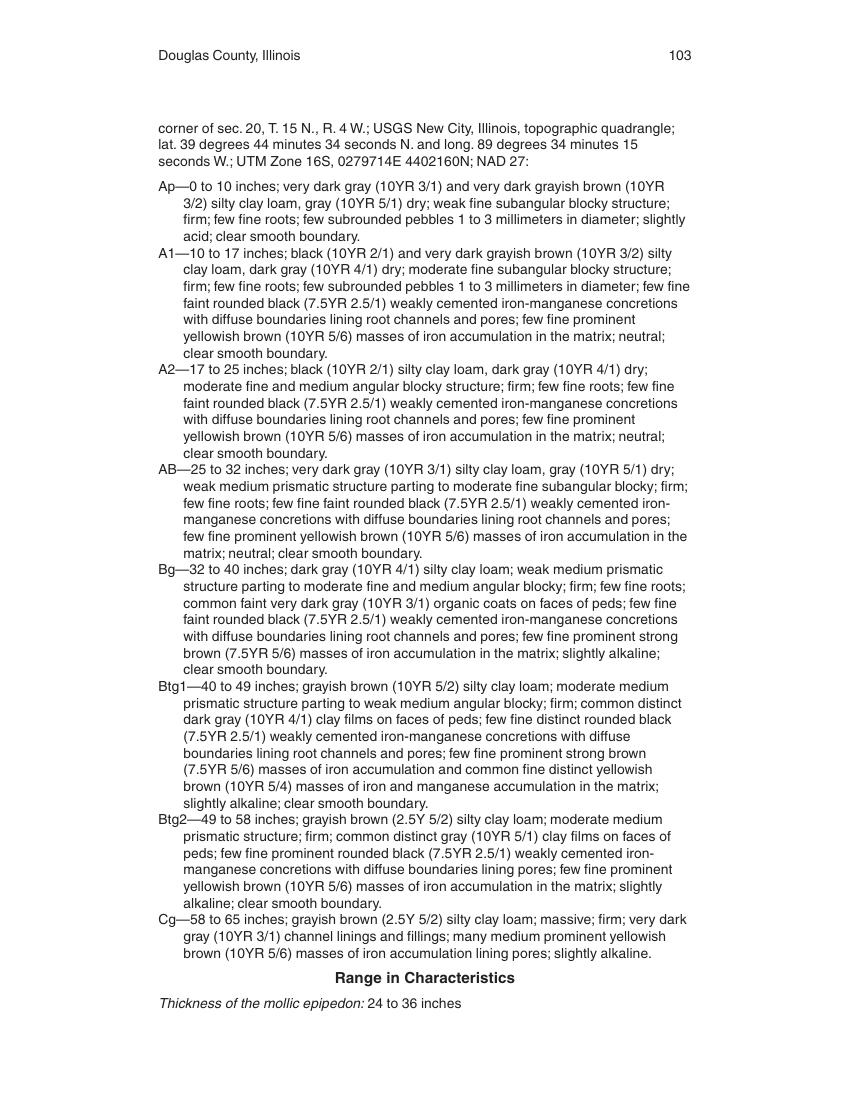 Douglas County, Illinois 103
corner of sec. 20, T. 15 N., R. 4 W.; USGS New City, Illinois, topographic quadrangle;
lat. 39 degrees 44 minutes 34 seconds N. and long. 89 degrees 34 minutes 15
seconds W.; UTM Zone 16S, 0279714E 4402160N; NAD 27:
Ap—0 to 10 inches; very dark gray (10YR 3/1) and very dark grayish brown (10YR
3/2) silty clay loam, gray (10YR 5/1) dry; weak fine subangular blocky structure;
firm; few fine roots; few subrounded pebbles 1 to 3 millimeters in diameter; slightly
acid; clear smooth boundary.
A1—10 to 17 inches; black (10YR 2/1) and very dark grayish brown (10YR 3/2) silty
clay loam, dark gray (10YR 4/1) dry; moderate fine subangular blocky structure;
firm; few fine roots; few subrounded pebbles 1 to 3 millimeters in diameter; few fine
faint rounded black (7.5YR 2.5/1) weakly cemented iron-manganese concretions
with diffuse boundaries lining root channels and pores; few fine prominent
yellowish brown (10YR 5/6) masses of iron accumulation in the matrix; neutral;
clear smooth boundary.
A2—17 to 25 inches; black (10YR 2/1) silty clay loam, dark gray (10YR 4/1) dry;
moderate fine and medium angular blocky structure; firm; few fine roots; few fine
faint rounded black (7.5YR 2.5/1) weakly cemented iron-manganese concretions
with diffuse boundaries lining root channels and pores; few fine prominent
yellowish brown (10YR 5/6) masses of iron accumulation in the matrix; neutral;
clear smooth boundary.
AB—25 to 32 inches; very dark gray (10YR 3/1) silty clay loam, gray (10YR 5/1) dry;
weak medium prismatic structure parting to moderate fine subangular blocky; firm;
few fine roots; few fine faint rounded black (7.5YR 2.5/1) weakly cemented iron-
manganese concretions with diffuse boundaries lining root channels and pores;
few fine prominent yellowish brown (10YR 5/6) masses of iron accumulation in the
matrix; neutral; clear smooth boundary.
Bg—32 to 40 inches; dark gray (10YR 4/1) silty clay loam; weak medium prismatic
structure parting to moderate fine and medium angular blocky; firm; few fine roots;
common faint very dark gray (10YR 3/1) organic coats on faces of peds; few fine
faint rounded black (7.5YR 2.5/1) weakly cemented iron-manganese concretions
with diffuse boundaries lining root channels and pores; few fine prominent strong
brown (7.5YR 5/6) masses of iron accumulation in the matrix; slightly alkaline;
clear smooth boundary.
Btg1—40 to 49 inches; grayish brown (10YR 5/2) silty clay loam; moderate medium
prismatic structure parting to weak medium angular blocky; firm; common distinct
dark gray (10YR 4/1) clay films on faces of peds; few fine distinct rounded black
(7.5YR 2.5/1) weakly cemented iron-manganese concretions with diffuse
boundaries lining root channels and pores; few fine prominent strong brown
(7.5YR 5/6) masses of iron accumulation and common fine distinct yellowish
brown (10YR 5/4) masses of iron and manganese accumulation in the matrix;
slightly alkaline; clear smooth boundary.
Btg2—49 to 58 inches; grayish brown (2.5Y 5/2) silty clay loam; moderate medium
prismatic structure; firm; common distinct gray (10YR 5/1) clay films on faces of
peds; few fine prominent rounded black (7.5YR 2.5/1) weakly cemented iron-
manganese concretions with diffuse boundaries lining pores; few fine prominent
yellowish brown (10YR 5/6) masses of iron accumulation in the matrix; slightly
alkaline; clear smooth boundary.
Cg—58 to 65 inches; grayish brown (2.5Y 5/2) silty clay loam; massive; firm; very dark
gray (10YR 3/1) channel linings and fillings; many medium prominent yellowish
brown (10YR 5/6) masses of iron accumulation lining pores; slightly alkaline.
Range in Characteristics
Thickness of the mollic epipedon: 24 to 36 inches